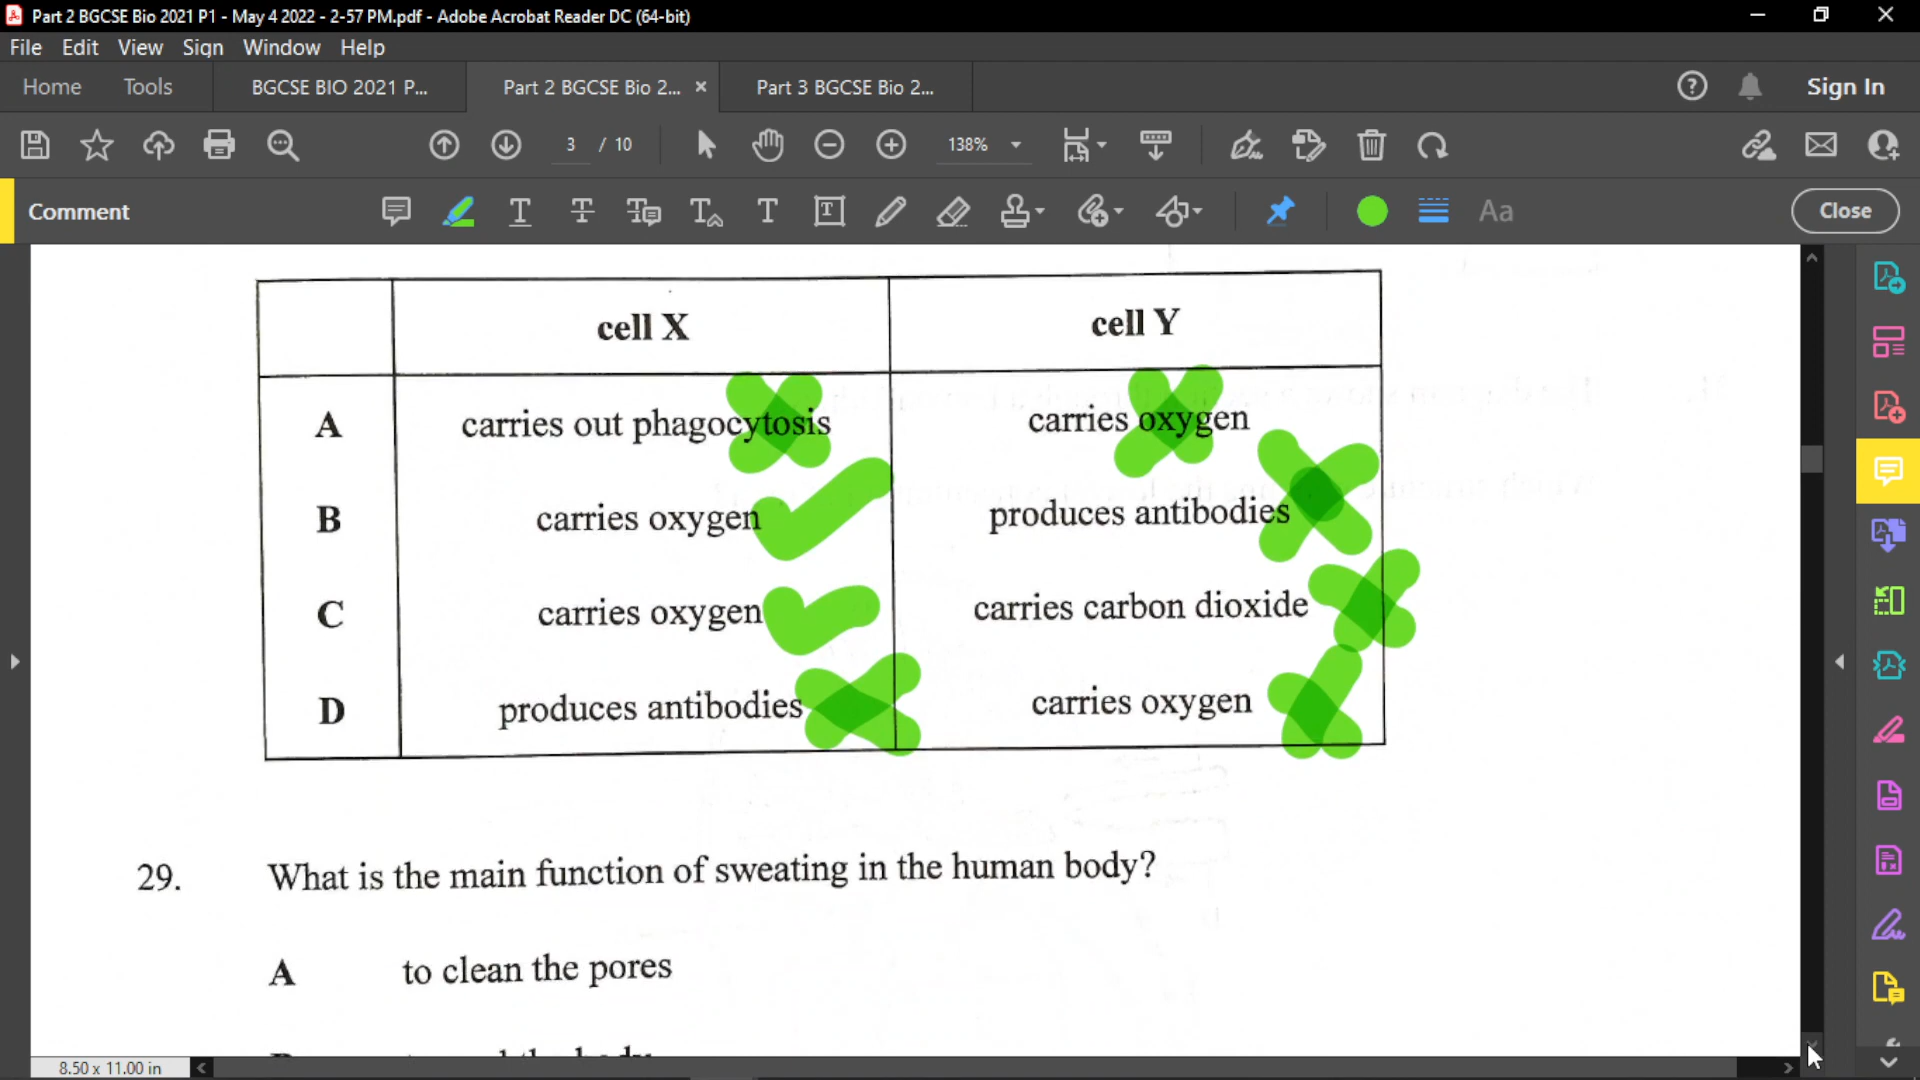 Part 2 BGCSE Bio 2021 P1 - May 4 2022 - 2-57 PM.pdf - Adobe Acrobat Reader DC (64-bit)
File Edit View Sign Window Help
Home Tools BGCSE BIO 2021 P... Part 2 BGCSE Bio 2... × Part 3 BGCSE Bio 2... Sign In
3 / 10 138%
Comment Aa Close
cell X cell Y
A carries out phagocytosis carries oxygen
B carries oxygen produces antibodies
C carries oxygen carries carbon dioxide
D produces antibodies carries oxygen
29. What is the main function of sweating in the human body?
A to clean the pores
8.50 x 11.00 in